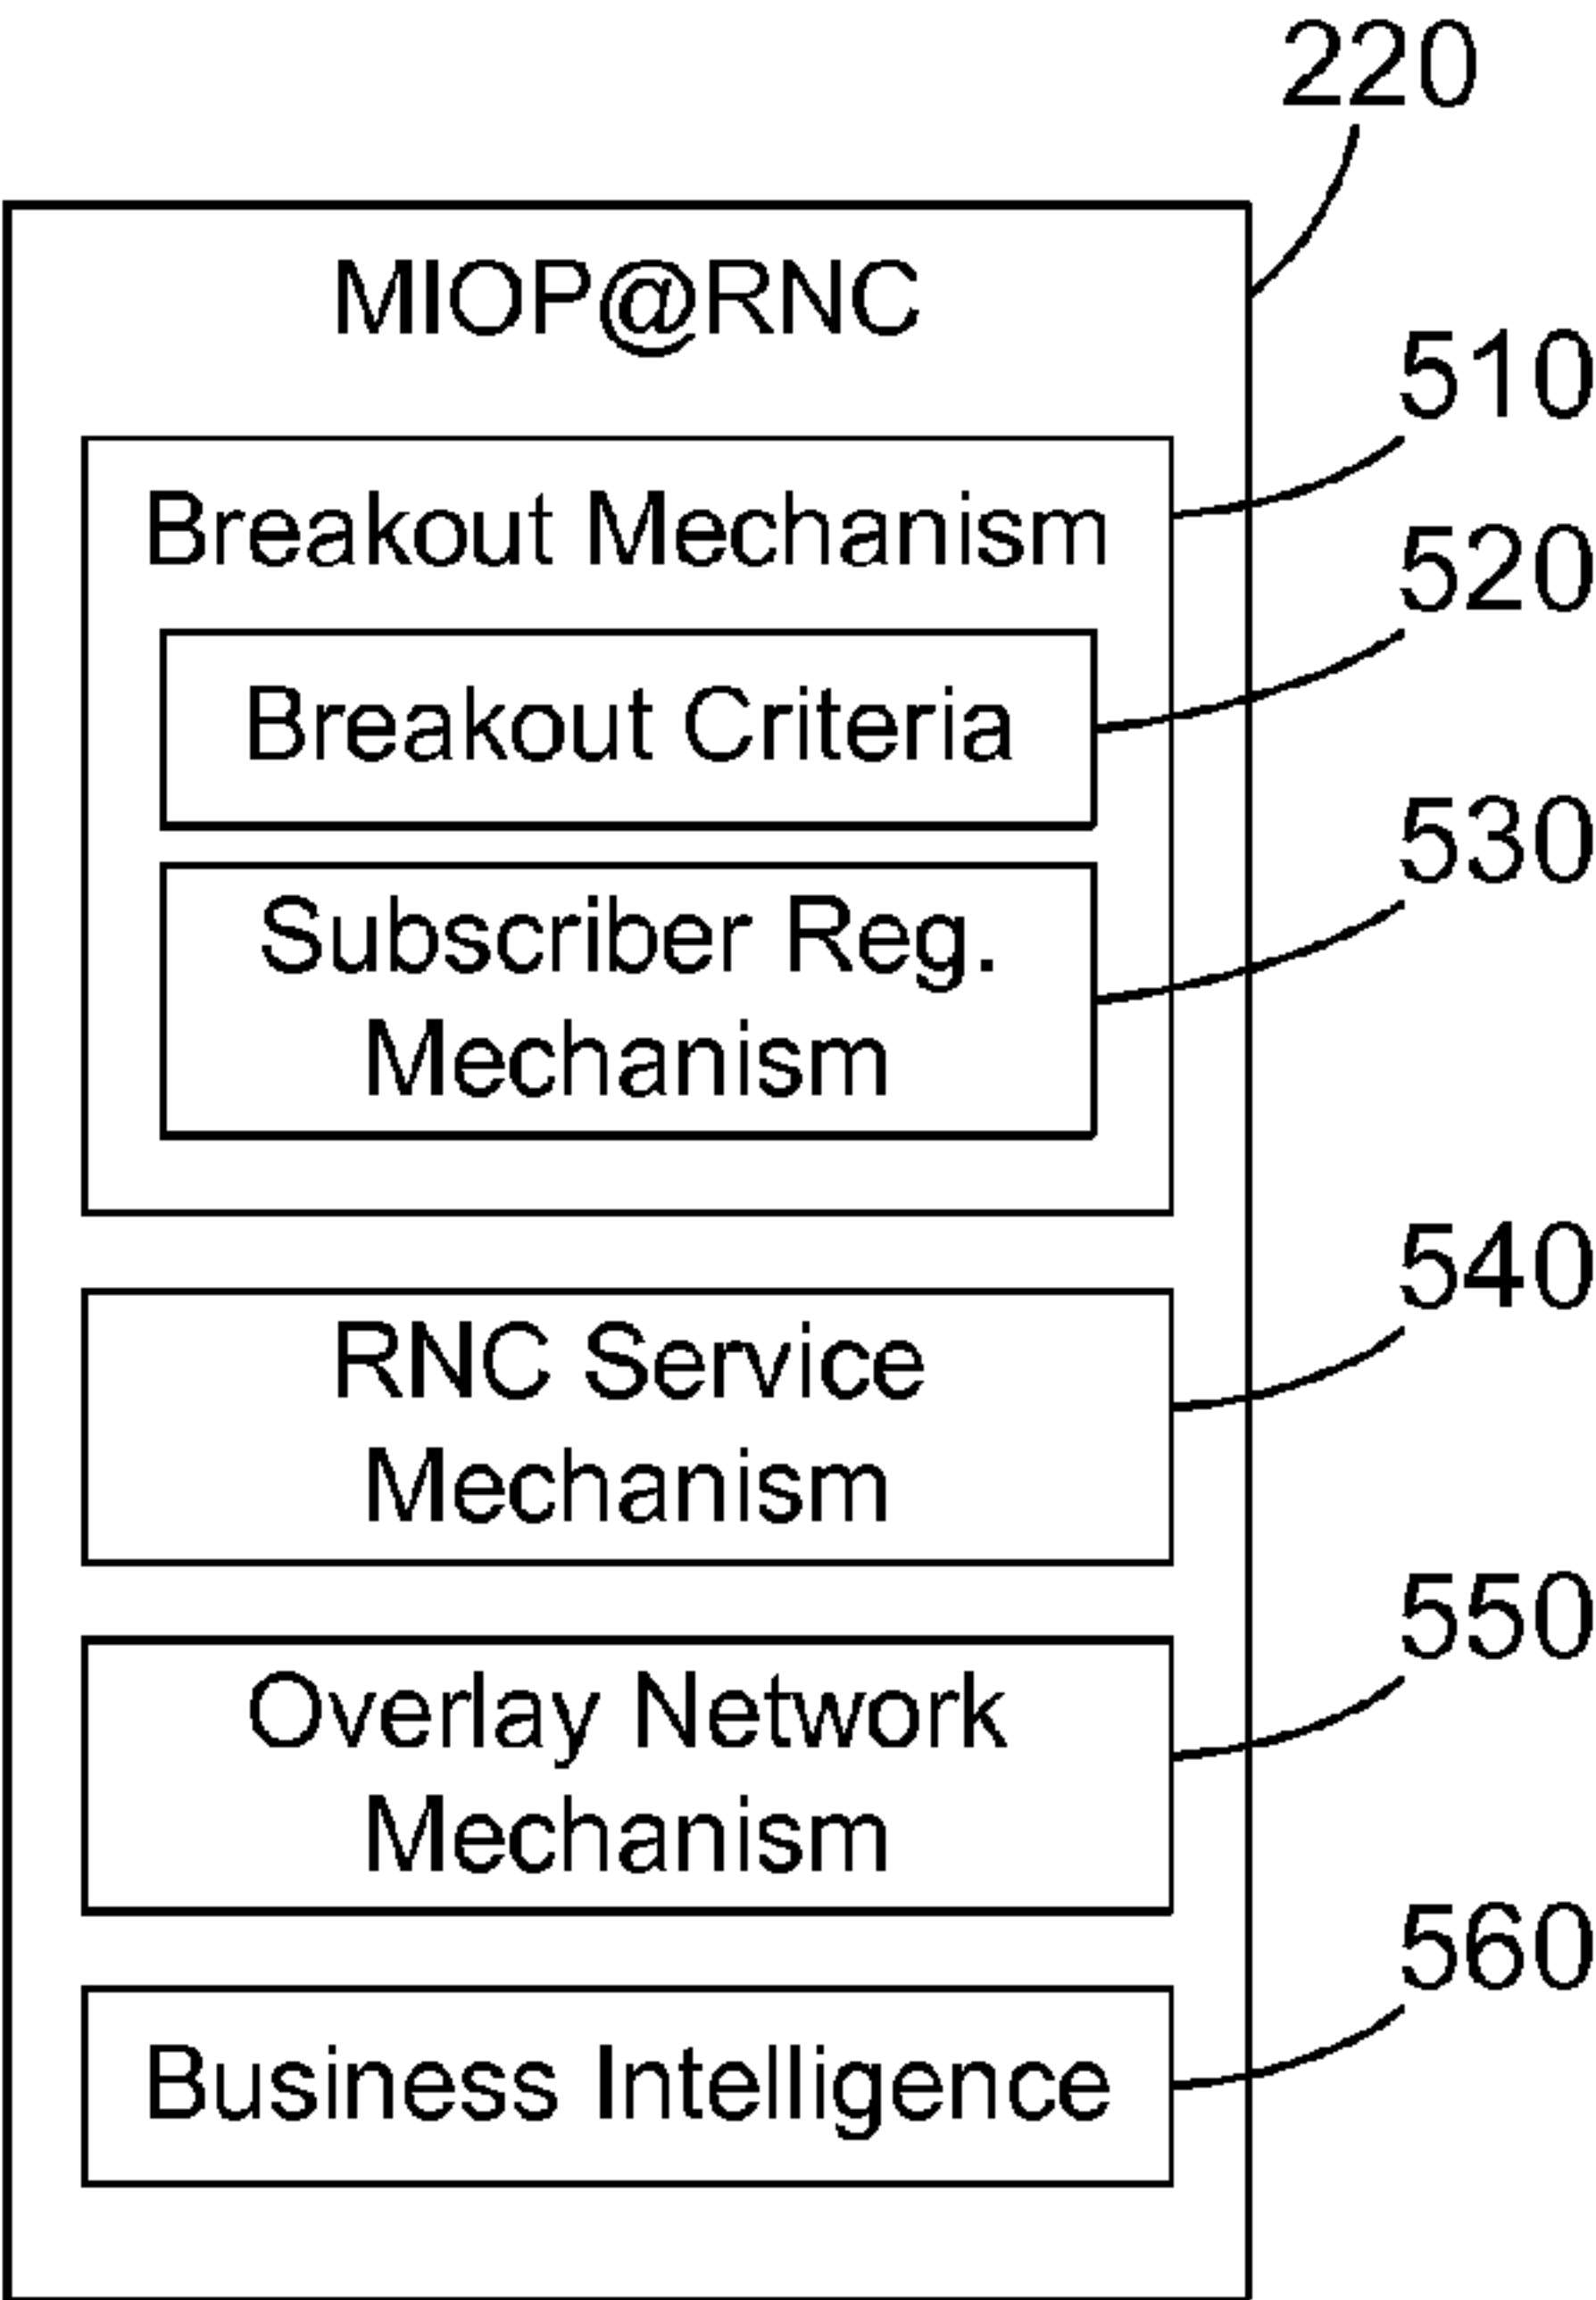 220
MIOP@RNC
510
Breakout Mechanism
520
Breakout Criteria
530
Subscriber Reg.
Mechanism
540
RNC Service
Mechanism
550
Overlay Network
Mechanism
560
Business Intelligence